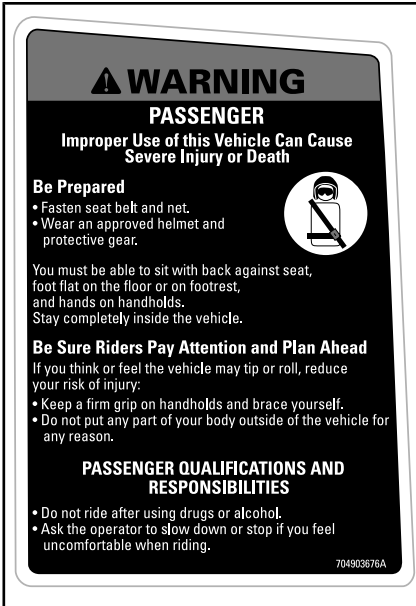 WARNING
PASSENGER
Improper Use of this Vehicle Can Cause
Severe Injury or Death
Be Prepared
• Fasten seat belt and net.
• Wear an approved helmet and
protective gear.
You must be able to sit with back against seat,
foot flat on the floor or on footrest,
and hands on handholds.
Stay completely inside the vehicle.
Be Sure Riders Pay Attention and Plan Ahead
If you think or feel the vehicle may tip or roll, reduce
your risk of injury:
• Keep a firm grip on handholds and brace yourself.
• Do not put any part of your body outside of the vehicle for
any reason.
PASSENGER QUALIFICATIONS AND
RESPONSIBILITIES
• Do not ride after using drugs or alcohol.
• Ask the operator to slow down or stop if you feel
uncomfortable when riding.
704903676A